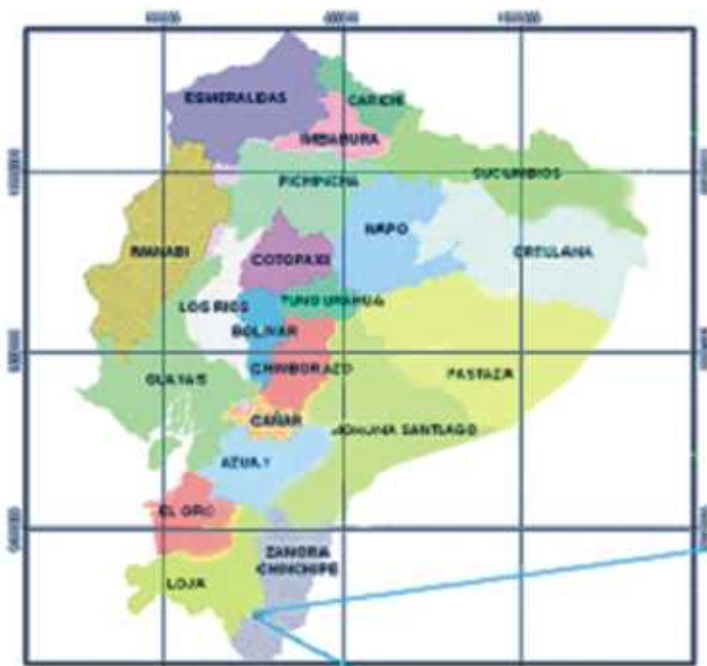 ESMERALDAS
CARCHI
IMBABURA
SUCUMBIOS
PICHINCHA
NAPO
MANABI
ORELLANA
COTOPAXI
TUNGURAHUA
LOS RIOS
BOLIVAR
CHIMBORAZO
PASTAZA
GUAYAS
CAÑAR
MORONA SANTIAGO
AZUAY
EL ORO
ZAMORA
CHINCHIPE
LOJA